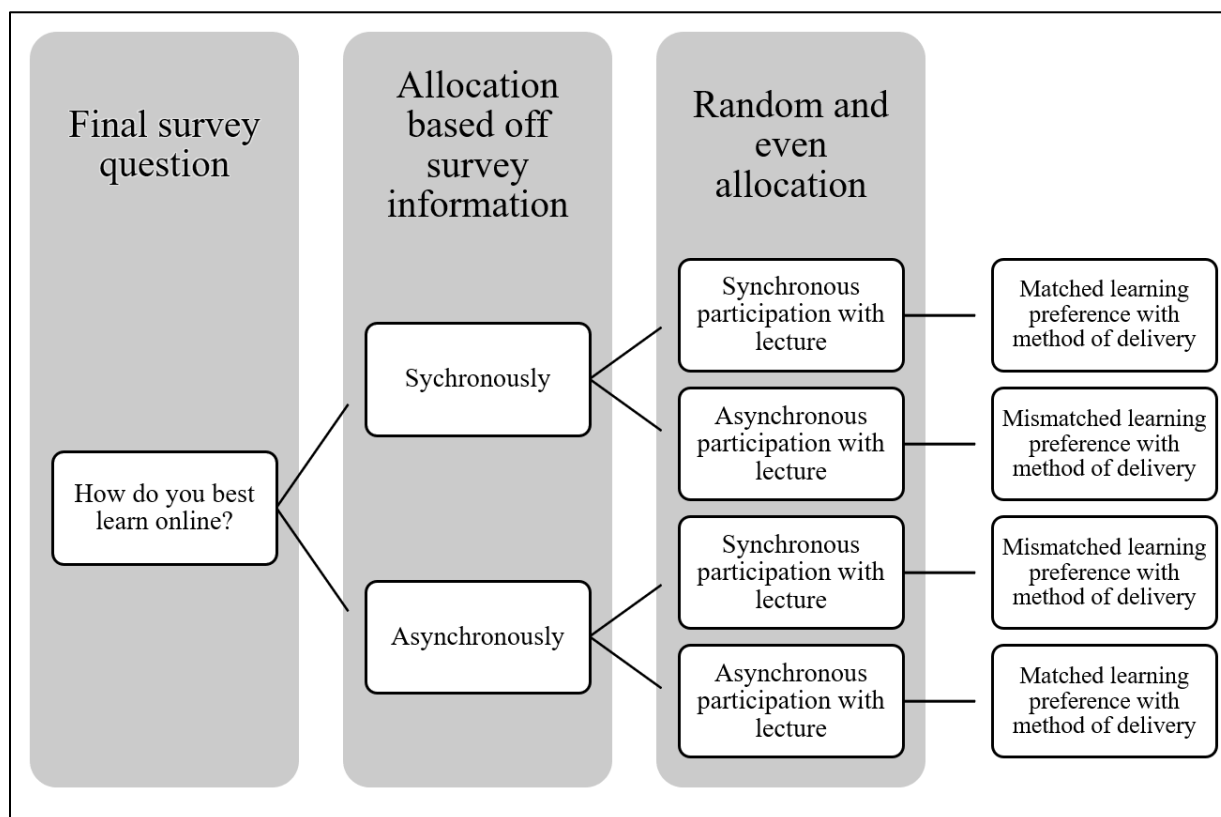 Final survey
question
Allocation
based off
survey
information
Random and
even
allocation
How do you best
learn online?
Sychronously
Asynchronously
Synchronous
participation with
lecture
Asynchronous
participation with
lecture
Synchronous
participation with
lecture
Asynchronous
participation with
lecture
Matched learning
preference with
method of delivery
Mismatched learning
preference with
method of delivery
Mismatched learning
preference with
method of delivery
Matched learning
preference with
method of delivery